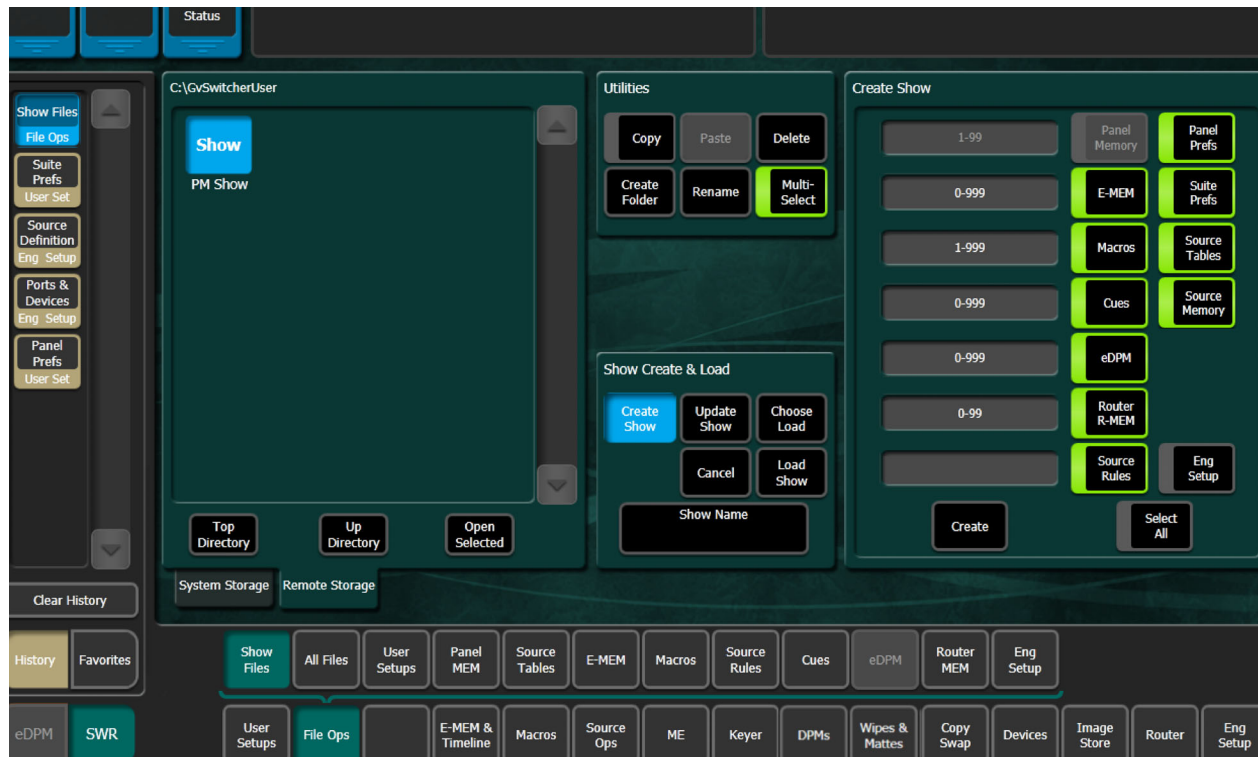 Status
Show Files
File Ops
Suite
Prefs
User Set
Source
Definition
Eng Setup
Ports &
Devices
Eng Setup
Panel
Prefs
User Set
Clear History
History
Favorites
eDPM
SWR
C:\GvSwitcherUser
Show
PM Show
Top
Directory
Up
Directory
Open
Selected
System Storage
Remote Storage
Utilities
Copy
Paste
Delete
Create
Folder
Rename
Multi-
Select
Show Create & Load
Create
Show
Update
Show
Choose
Load
Cancel
Load
Show
Show Name
Create Show
1-99
Panel
Memory
Panel
Prefs
0-999
E-MEM
Suite
Prefs
1-999
Macros
Source
Tables
0-999
Cues
Source
Memory
0-999
eDPM
0-99
Router
R-MEM
Source
Rules
Eng
Setup
Create
Select
All
Show
Files
All Files
User
Setups
Panel
MEM
Source
Tables
E-MEM
Macros
Source
Rules
Cues
eDPM
Router
MEM
Eng
Setup
User
Setups
File Ops
E-MEM &
Timeline
Macros
Source
Ops
ME
Keyer
DPMs
Wipes &
Mattes
Copy
Swap
Devices
Image
Store
Router
Eng
Setup